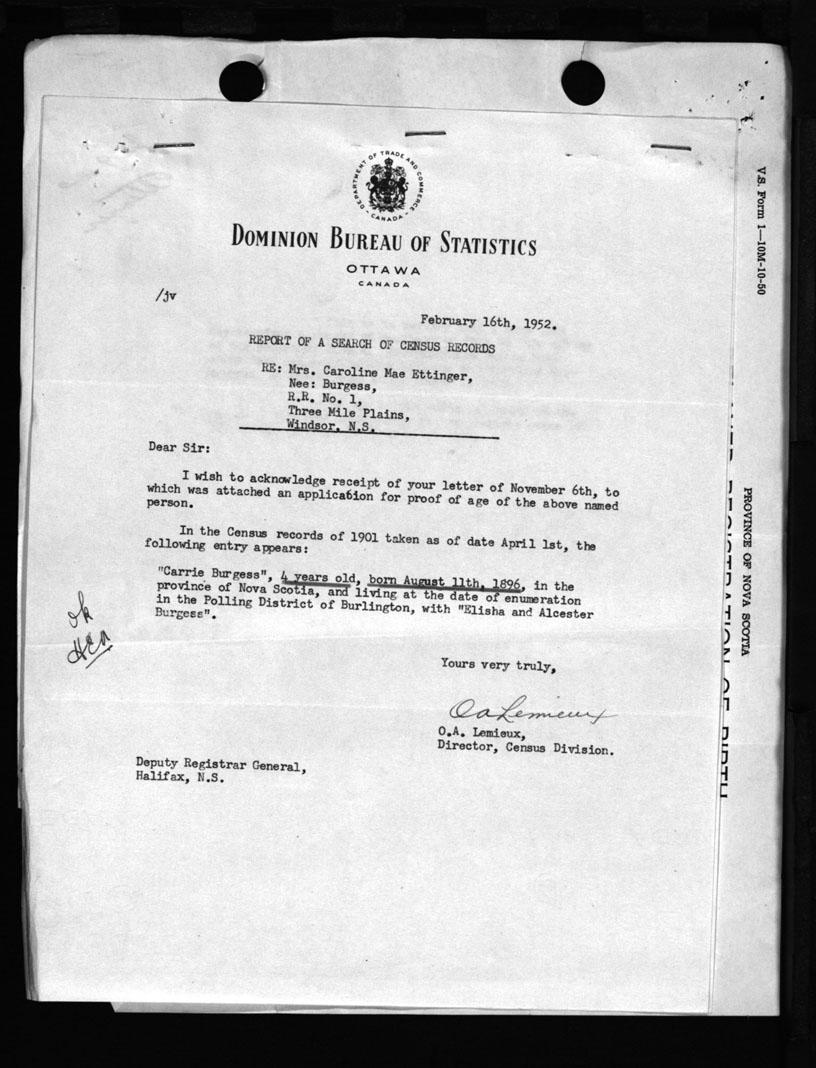 DEPARTMENT OF TRADE AND COMMERCE
CANADA
DOMINION BUREAU OF STATISTICS
OTTAWA
CANADA
/jv
February 16th, 1952.
REPORT OF A SEARCH OF CENSUS RECORDS
RE: Mrs. Caroline Mae Ettinger,
Nee: Burgess,
R.R. No. 1,
Three Mile Plains,
Windsor, N.S.
Dear Sir:
I wish to acknowledge receipt of your letter of November 6th, to
which was attached an applica6ion for proof of age of the above named
person.
In the Census records of 1901 taken as of date April 1st, the
following entry appears:
"Carrie Burgess", 4 years old, born August 11th, 1896, in the
province of Nova Scotia, and living at the date of enumeration
in the Polling District of Burlington, with "Elisha and Alcester
Burgess".
ok
Yours very truly,
O A Lemieux
O.A. Lemieux,
Director, Census Division.
Deputy Registrar General,
Halifax, N.S.
V.S. Form 1—10M-10-50
PROVINCE OF NOVA SCOTIA
REGISTRATION OF BIRTH